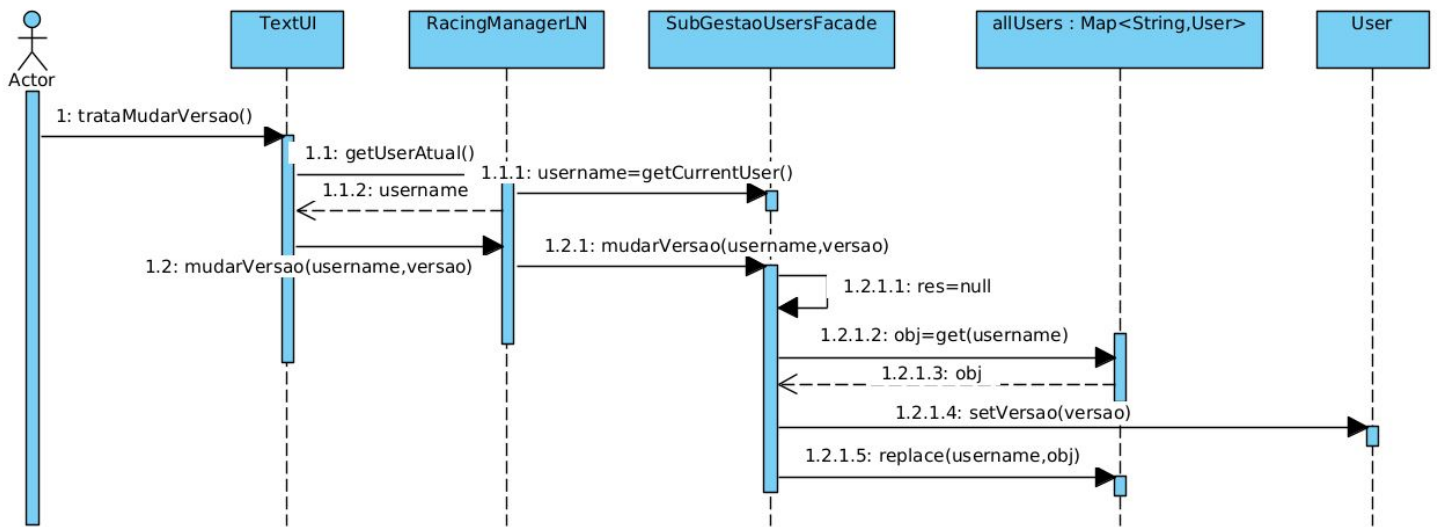 Actor
TextUI
RacingManagerLN
SubGestaoUsersFacade
allUsers : Map<String,User>
User
1: trataMudarVersao()
1.1: getUserAtual()
1.1.1: username=getCurrentUser()
1.1.2: username
1.2: mudarVersao(username,versao)
1.2.1: mudarVersao(username,versao)
1.2.1.1: res=null
1.2.1.2: obj=get(username)
1.2.1.3: obj
1.2.1.4: setVersao(versao)
1.2.1.5: replace(username,obj)